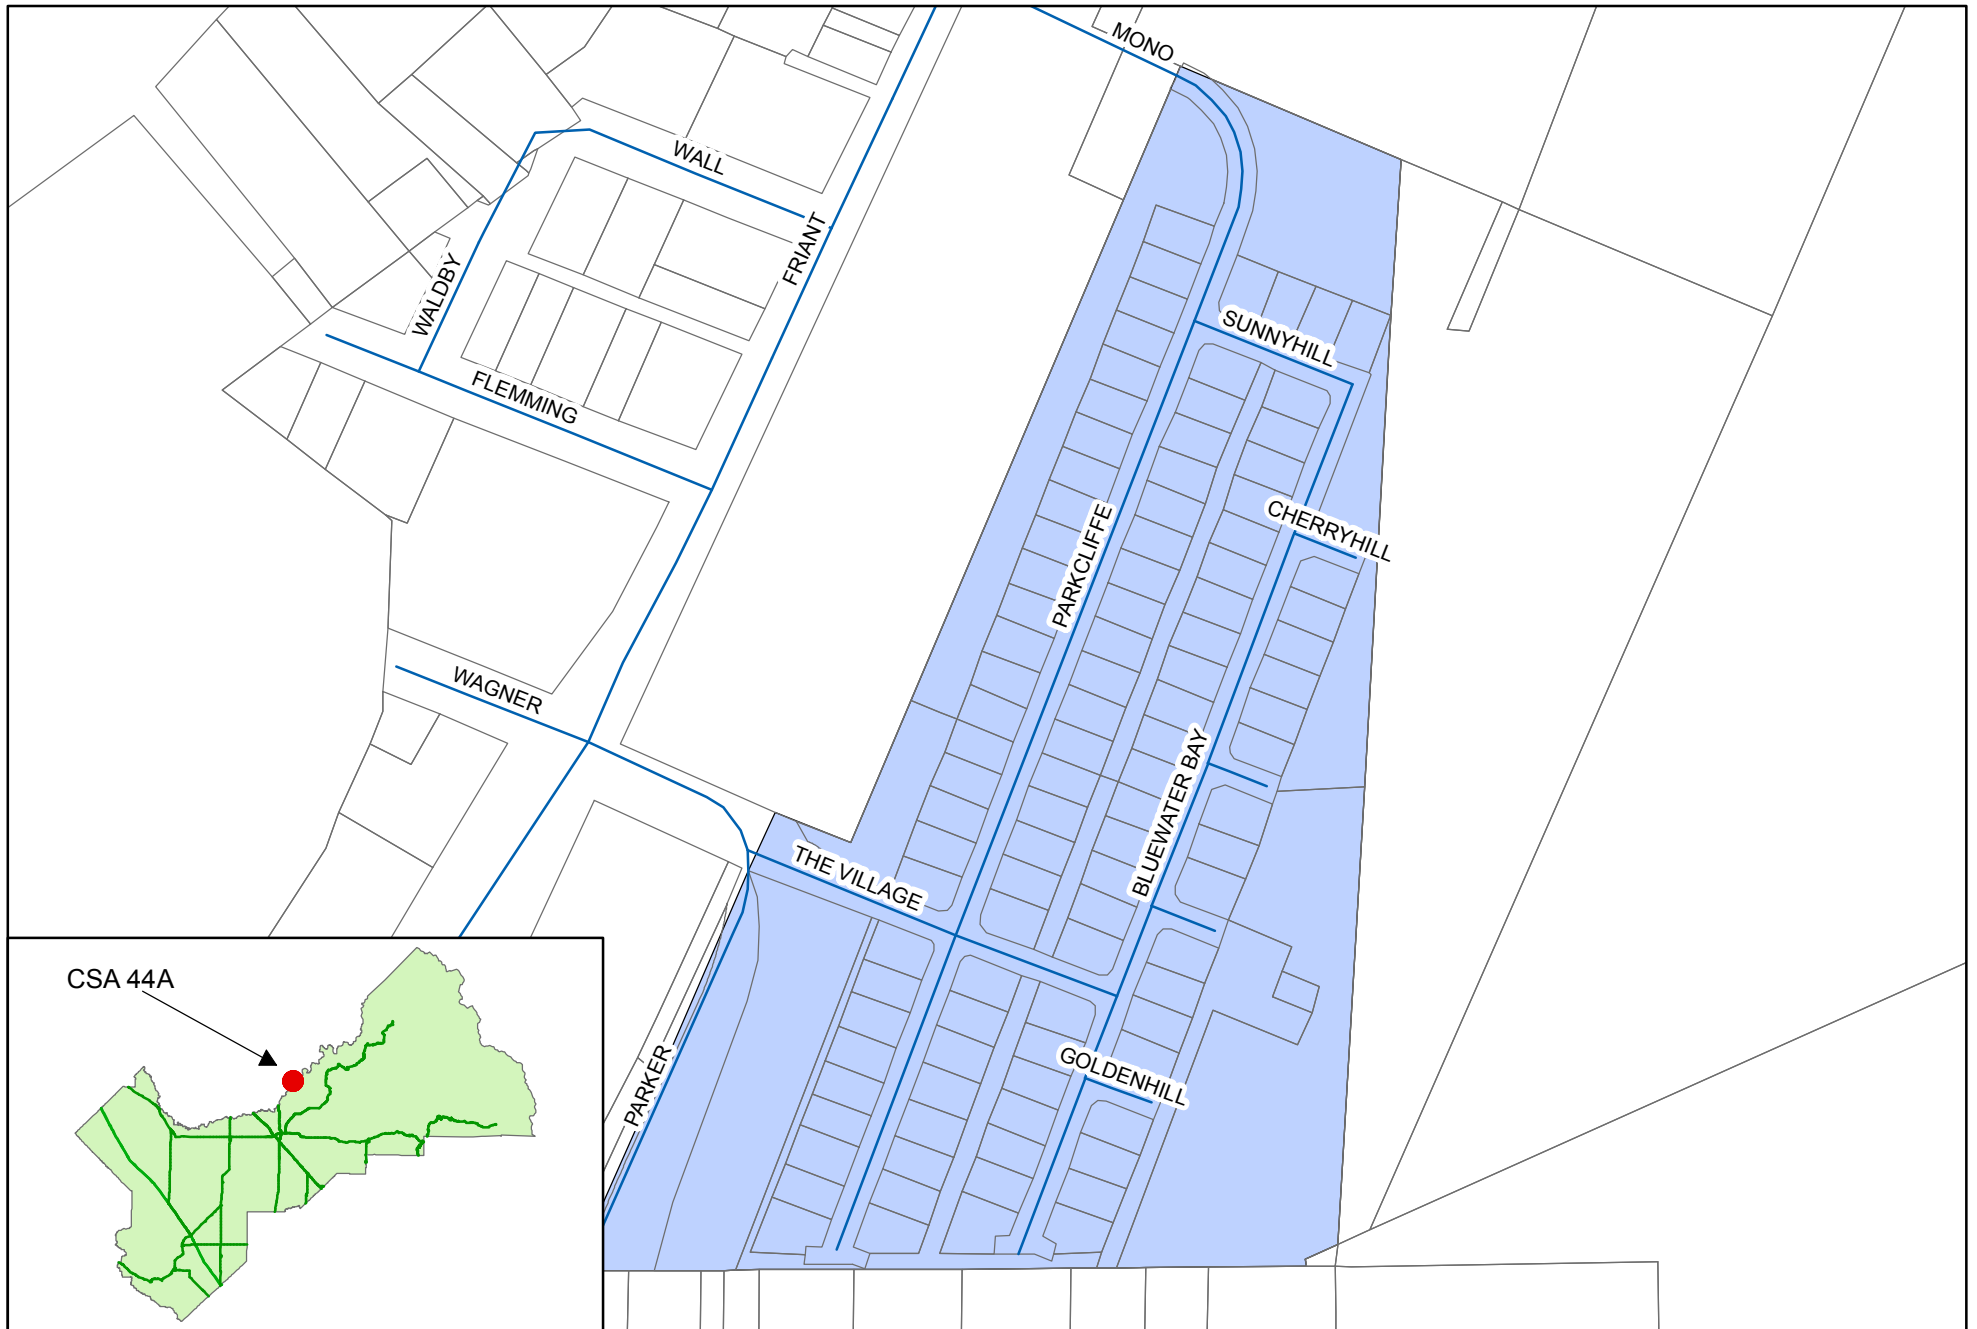 MONO
WALL
FRIANT
WALDBY
SUNNYHILL
FLEMMING
CHERRYHILL
PARKCLIFFE
WAGNER
BLUEWATER BAY
THE VILLAGE
CSA 44A
PARKER
GOLDENHILL